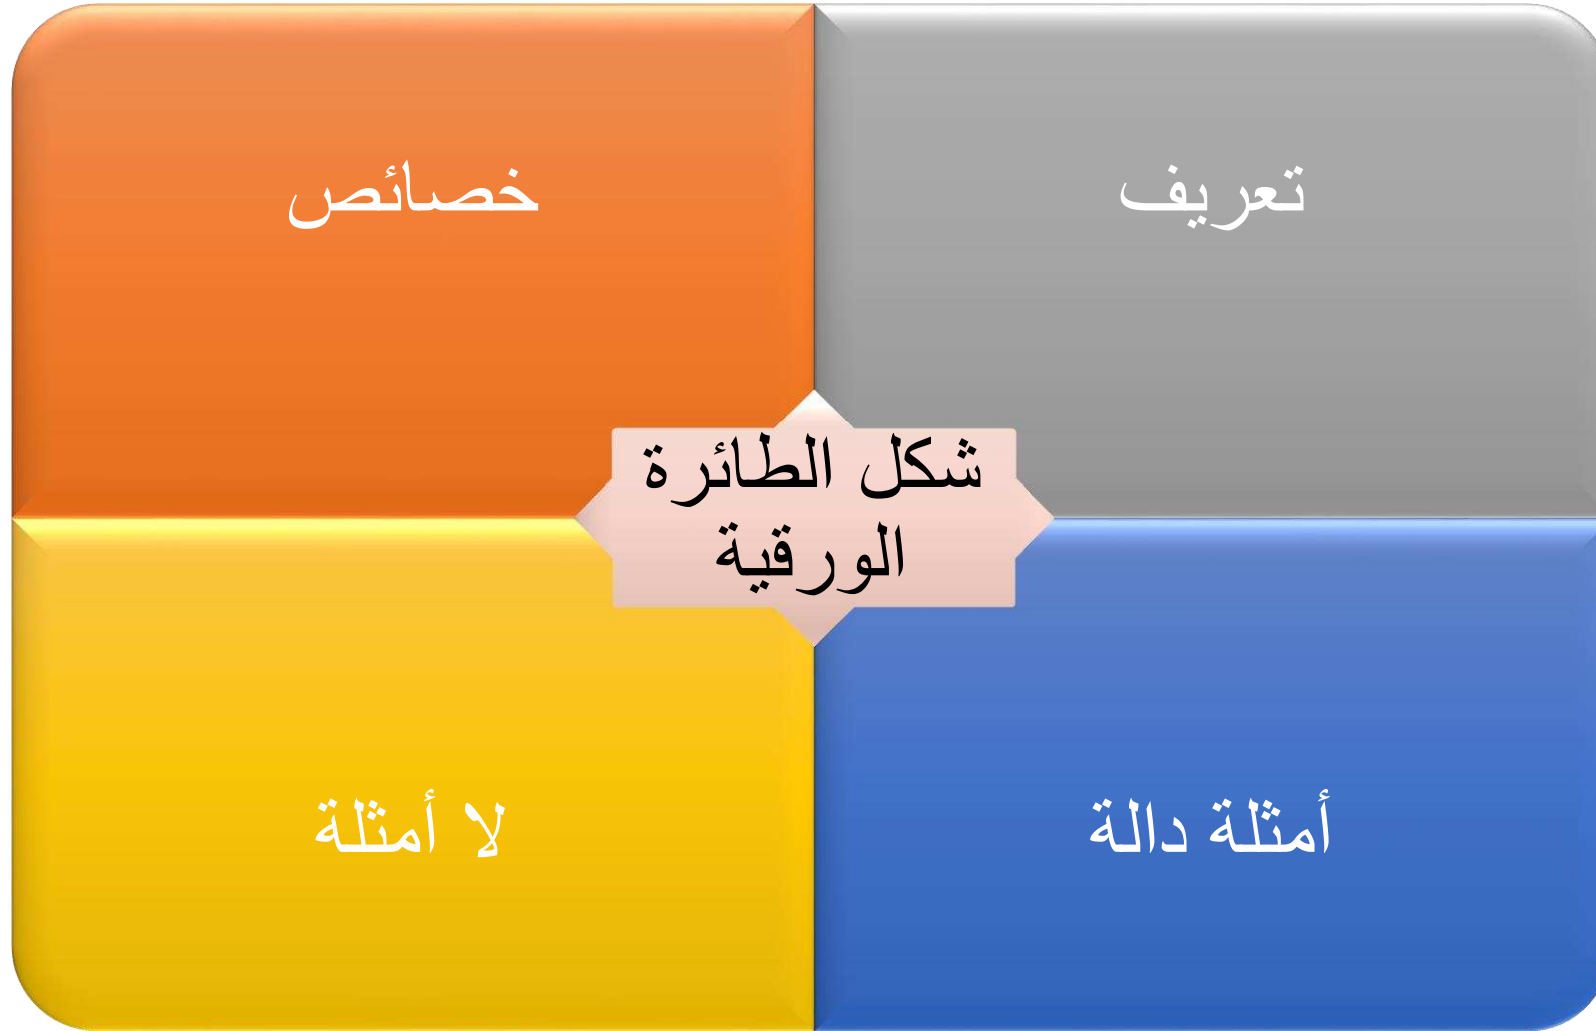 تعريف
خصائص
شكل الطائرة
الورقية
أمثلة دالة
لا أمثلة